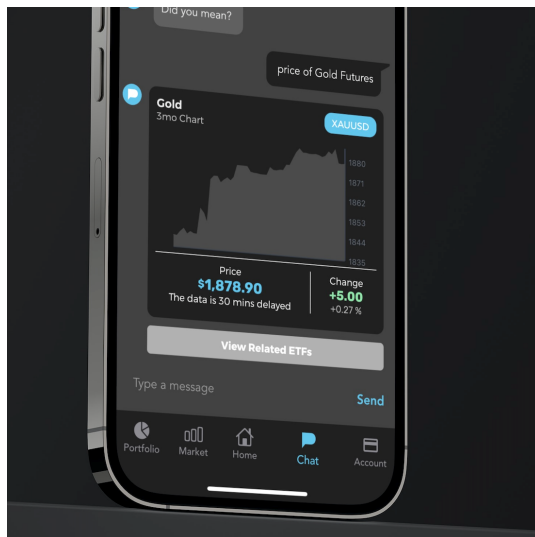 Did you mean?
price of Gold Futures
Gold
3mo Chart
XAUUSD
1880
1871
1862
1853
1844
1835
Price
$1,878.90
The data is 30 mins delayed
Change
+5.00
+0.27 %
View Related ETFs
Type a message
Send
Portfolio
Market
Home
Chat
Account